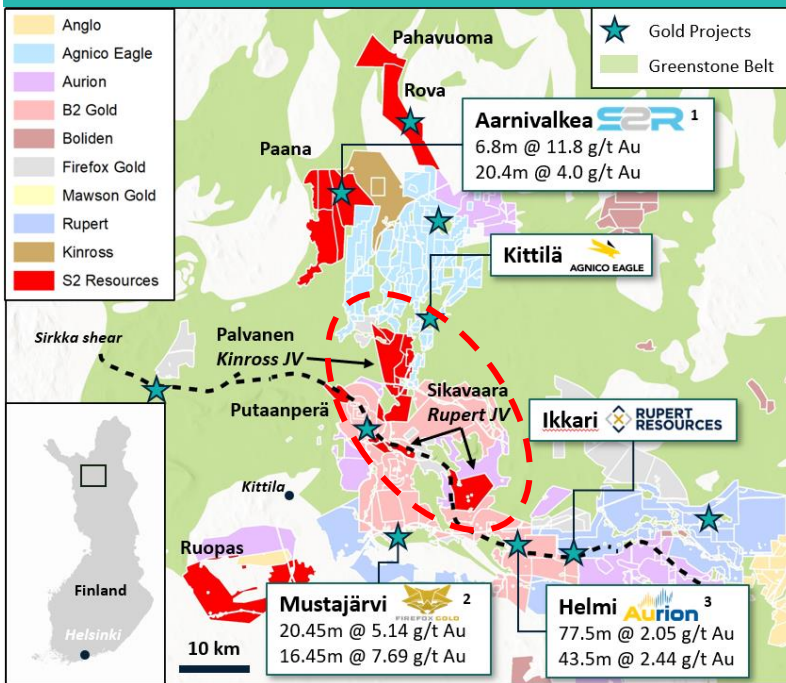 Anglo
Agnico Eagle
Aurion
B2 Gold
Boliden
Firefox Gold
Mawson Gold
Rupert
Kinross
S2 Resources
Gold Projects
Greenstone Belt
Pahavuoma
Rova
Paana
Aarnivalkea S2R 1
6.8m @ 11.8 g/t Au
20.4m @ 4.0 g/t Au
Kittilä AGNICO EAGLE
Sirkka shear
Palvanen
Kinross JV
Sikavaara
Rupert JV
Putaanperä
Ikkari RUPERT
RESOURCES
Kittila
Ruopas
Mustajärvi FIREFOX GOLD 2
20.45m @ 5.14 g/t Au
16.45m @ 7.69 g/t Au
Helmi Aurion 3
77.5m @ 2.05 g/t Au
43.5m @ 2.44 g/t Au
Finland
Helsinki
10 km